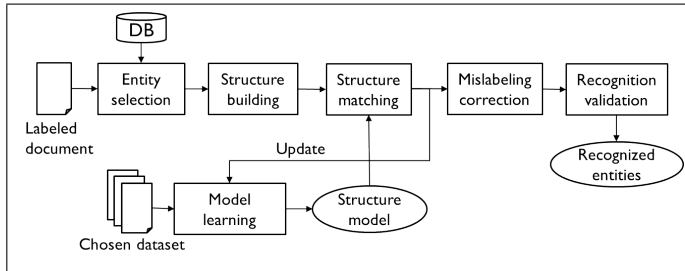 DB
Entity
selection
Structure
building
Structure
matching
Mislabeling
correction
Recognition
validation
Labeled
document
Update
Recognized
entities
Model
learning
Structure
model
Chosen dataset